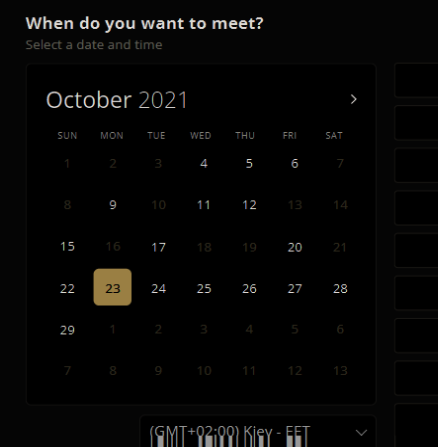 When do you want to meet?
Select a date and time
October 2021
SUN MON TUE WED THU FRI SAT
1 2 3 4 5 6 7
8 9 10 11 12 13 14
15 16 17 18 19 20 21
22 23 24 25 26 27 28
29 1 2 3 4 5 6
7 8 9 10 11 12 13
(GMT+02:00) Kiev - EET